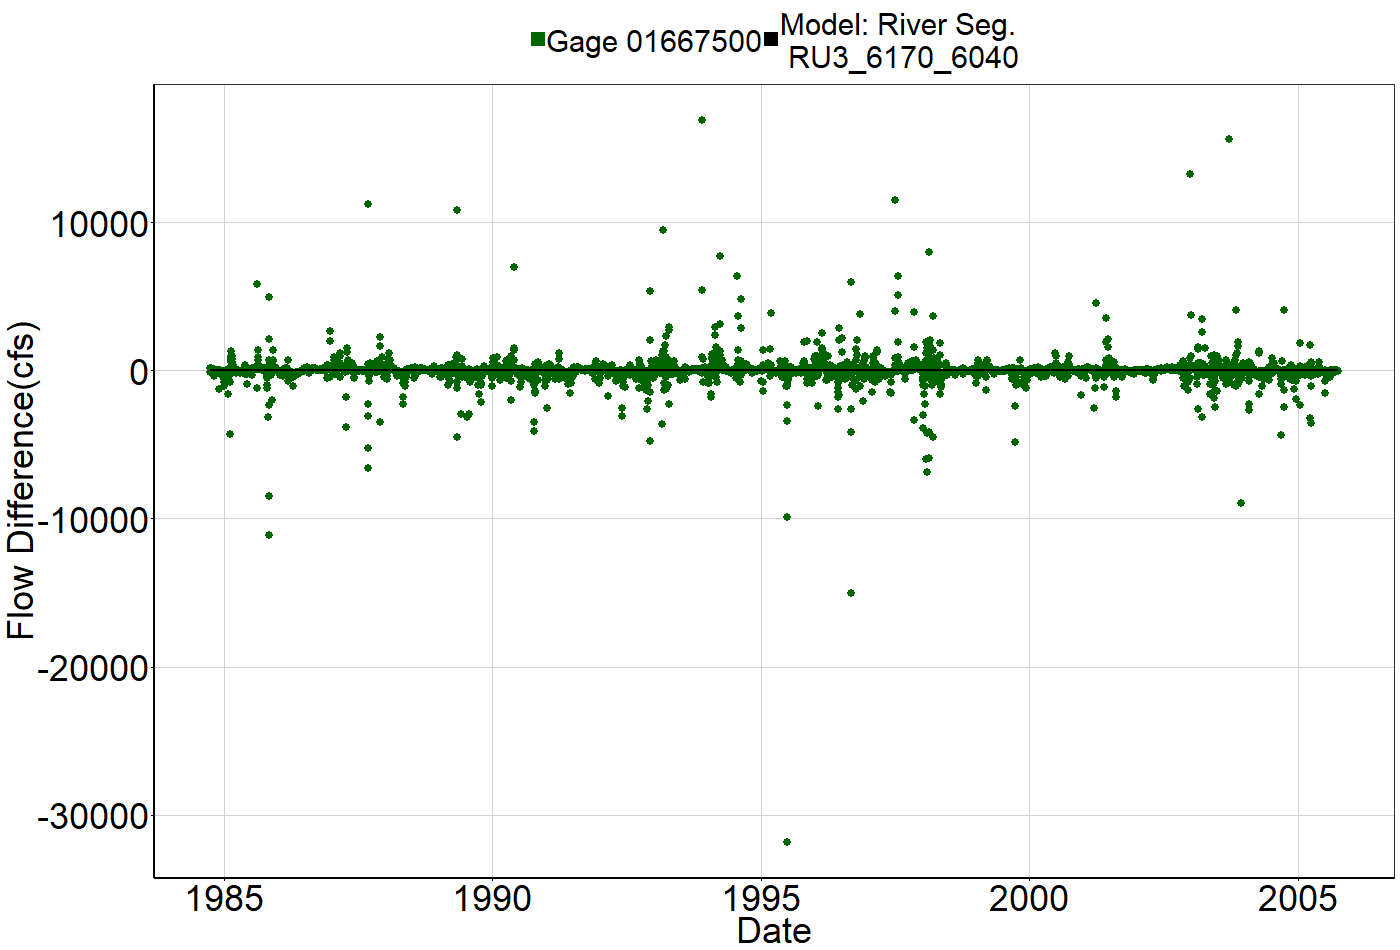 Gage 01667500
Model: River Seg.
RU3_6170_6040
Flow Difference(cfs)
10000
0
-10000
-20000
-30000
1985 1990 1995 2000 2005
Date